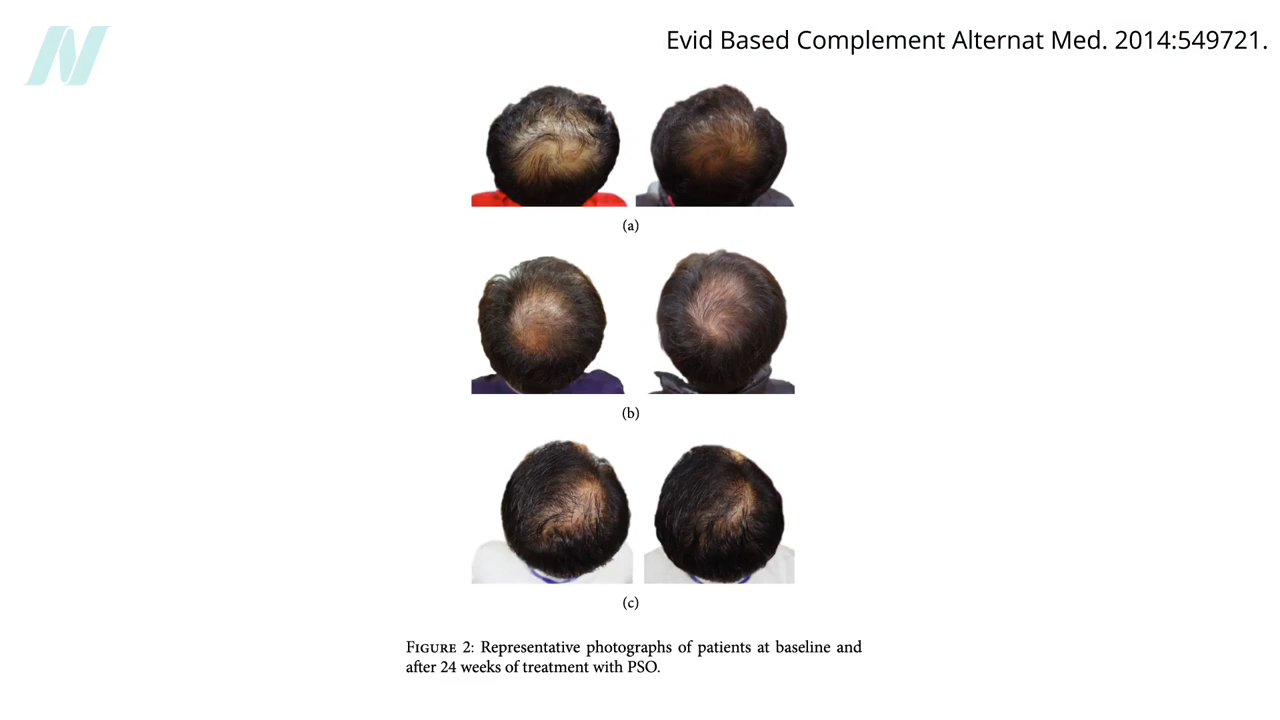 Evid Based Complement Alternat Med. 2014:549721.
(a)
(b)
(c)
FIGURE 2: Representative photographs of patients at baseline and
after 24 weeks of treatment with PSO.